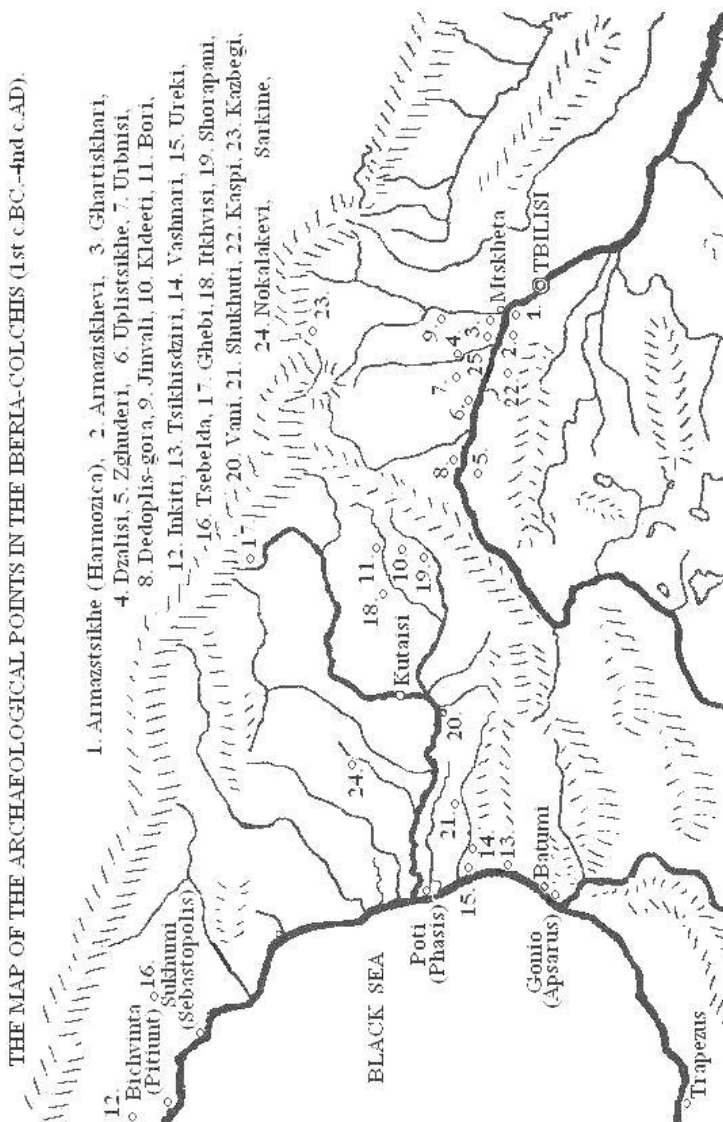 THE MAP OF THE ARCHAEOLOGICAL POINTS IN THE IBERIA-COLCHIS (1st c.BC.-4nd c.AD).
1. Armazstsikhe (Harmozica), 2. Armaziskhevi, 3. Ghartiskhari,
4. Dzalisi, 5. Zghuderi, 6. Uplistsikhe, 7. Urbnisi,
8. Dedoplis-gora, 9. Jinvali, 10. Kldeeti, 11. Bori,
12. Inkiti, 13. Tsikhisdziri, 14. Vashnari, 15. Ureki,
16. Tsebelda, 17. Ghebi, 18. Itkhvisi, 19. Shorapani,
20. Vani, 21. Shukhuti, 22. Kaspi, 23. Kazbegi,
24. Nokalakevi, Sarkine,
12.
Bichvinta
(Pitiunt)
16.
Sukhumi
(Sebastopolis)
17.
23.
BLACK SEA
24.
18.
11.
10.
19.
Kutaisi
Poti
(Phasis)
20.
21.
14.
15.
13.
8.
5.
6.
7.
4.
9.
3.
25
Mtskheta
22.
2.
1.
TBILISI
Batumi
Gonio
(Apsarus)
Trapezus